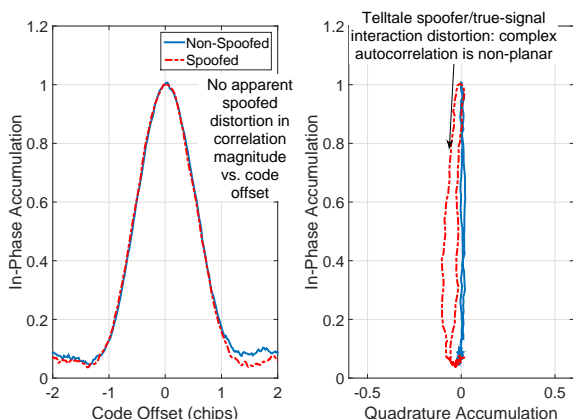 1.2
1
0.8
0.6
0.4
0.2
0
-2
-1
0
1
2
In-Phase Accumulation
Code Offset (chips)
Non-Spoofed
Spoofed
No apparent
spoofed
distortion in
correlation
magnitude
vs. code
offset
Telltale spoofer/true-signal
interaction distortion: complex
autocorrelation is non-planar
1.2
1
0.8
0.6
0.4
0.2
0
-0.5
0
0.5
In-Phase Accumulation
Quadrature Accumulation